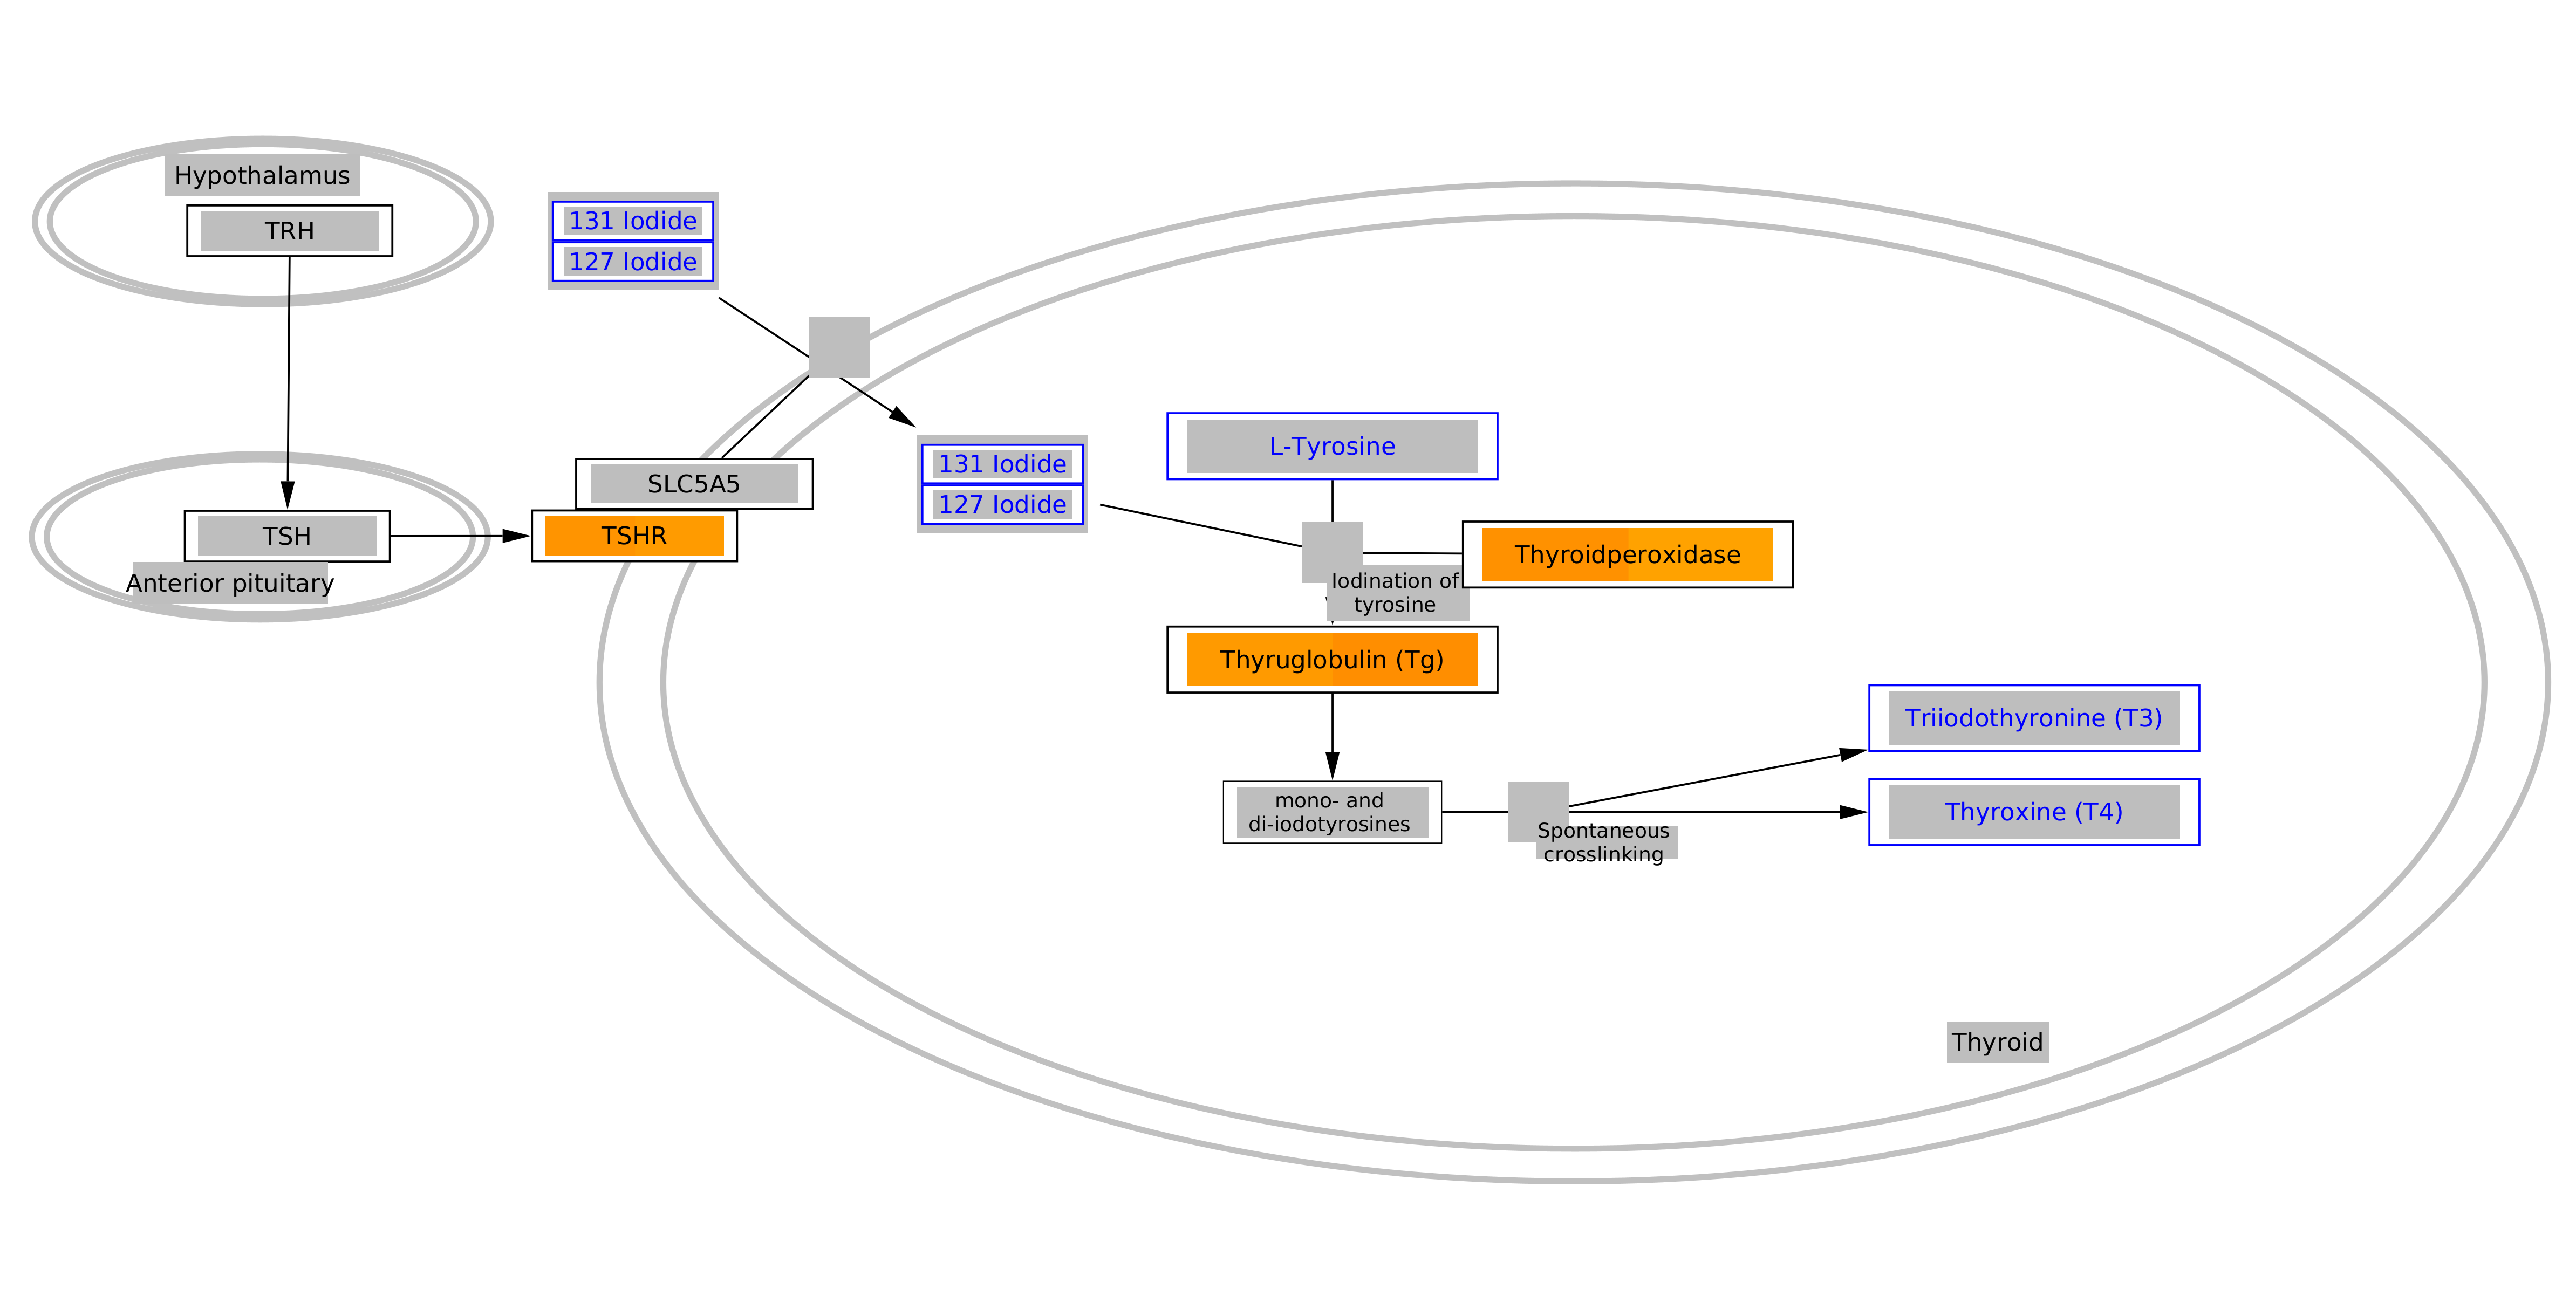 Hypothalamus
TRH
131 Iodide
127 Iodide
TSH
Anterior pituitary
SLC5A5
TSHR
131 Iodide
127 Iodide
L-Tyrosine
Thyroidperoxidase
Iodination of
tyrosine
Thyruglobulin (Tg)
mono- and
di-iodotyrosines
Spontaneous
crosslinking
Triiodothyronine (T3)
Thyroxine (T4)
Thyroid